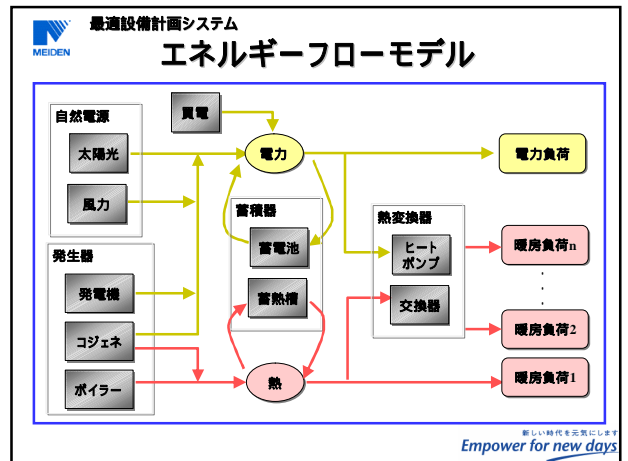 最適設備計画システム
MEIDEN
エネルギーフローモデル
自然電源
買電
太陽光
電力
電力負荷
風力
蓄積器
熱変換器
発生器
蓄電池
ヒート
ポンプ
暖房負荷n
発電機
蓄熱槽
交換器
コジェネ
暖房負荷2
ボイラー
熱
暖房負荷1
新しい時代を元気にします
Empower for new days